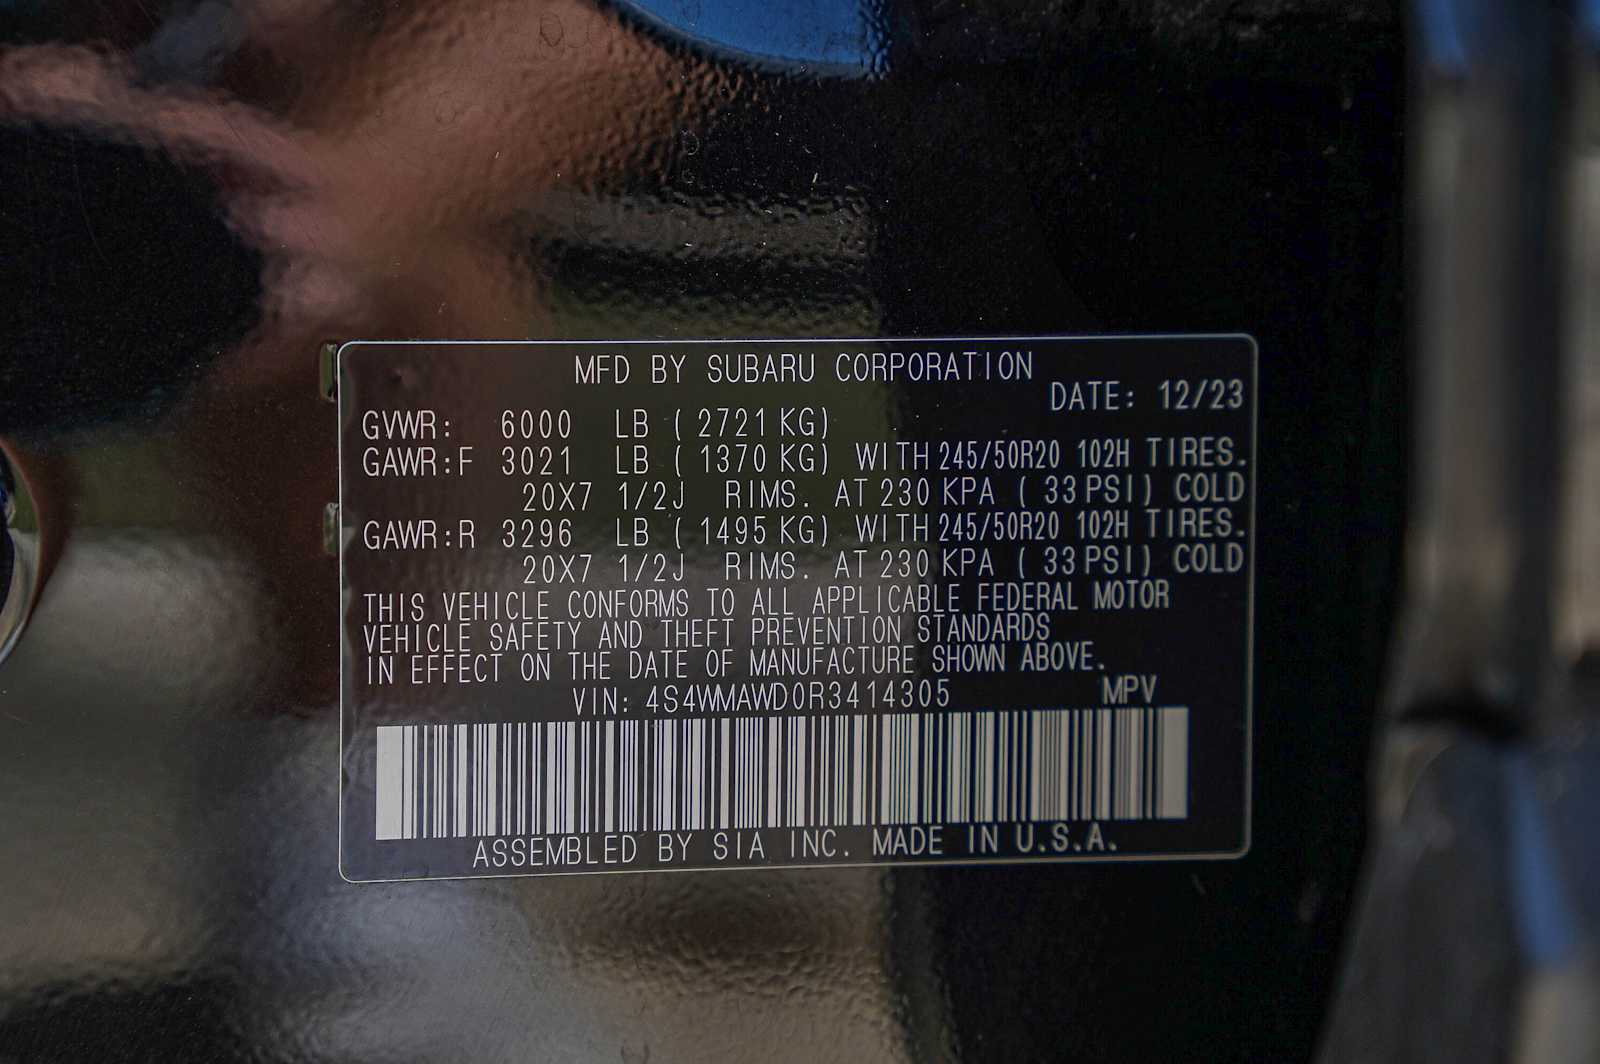 MFD BY SUBARU CORPORATION
DATE: 12/23
GVWR: 6000 LB ( 2721 KG)
GAWR:F 3021 LB ( 1370 KG) WITH 245/50R20 102H TIRES.
20X7 1/2J RIMS. AT 230 KPA ( 33 PSI) COLD
GAWR:R 3296 LB ( 1495 KG) WITH 245/50R20 102H TIRES.
20X7 1/2J RIMS. AT 230 KPA ( 33 PSI) COLD
THIS VEHICLE CONFORMS TO ALL APPLICABLE FEDERAL MOTOR
VEHICLE SAFETY AND THEFT PREVENTION STANDARDS
IN EFFECT ON THE DATE OF MANUFACTURE SHOWN ABOVE.
VIN: 4S4WMAWD0R3414305 MPV
ASSEMBLED BY SIA INC. MADE IN U.S.A.